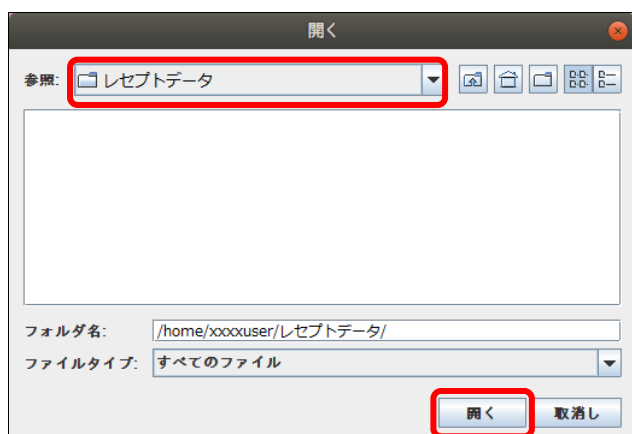 開く
参照: レセプトデータ
フォルダ名: /home/xxxxuser/レセプトデータ/
ファイルタイプ: すべてのファイル
開く 取消し